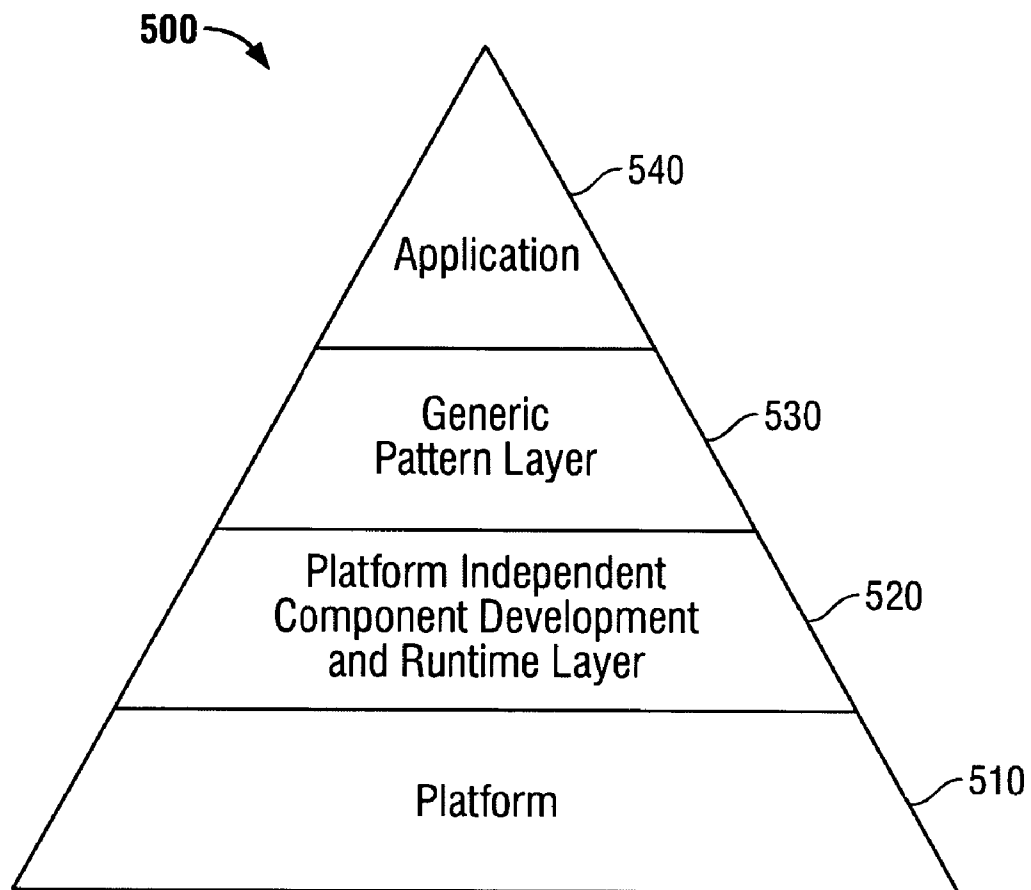 500
540
Application
530
Generic
Pattern Layer
520
Platform Independent
Component Development
and Runtime Layer
510
Platform